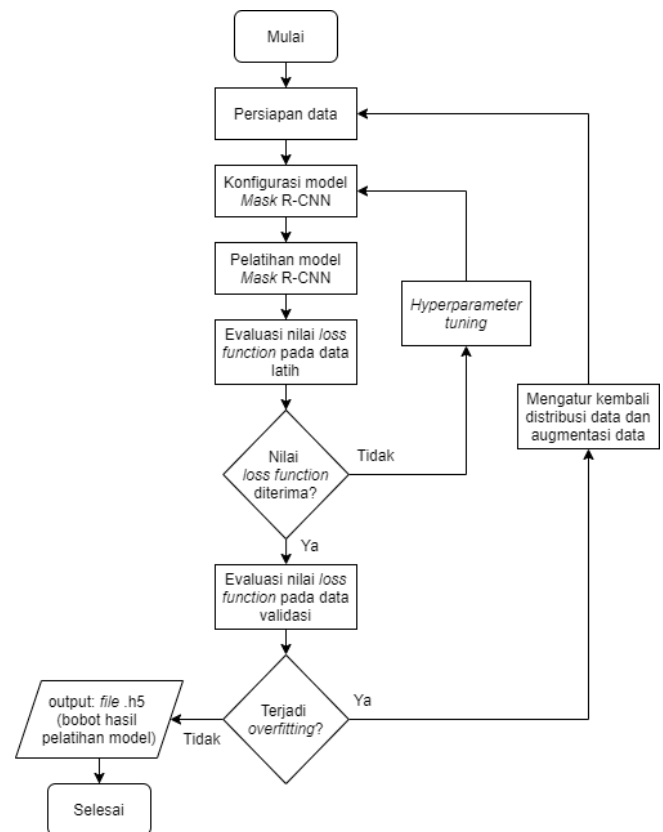 Mulai
Persiapan data
Konfigurasi model
Mask R-CNN
Pelatihan model
Mask R-CNN
Hyperparameter
tuning
Evaluasi nilai loss
function pada data
latih
Mengatur kembali
distribusi data dan
augmentasi data
Nilai
loss function
diterima?
Tidak
Ya
Evaluasi nilai loss
function pada data
validasi
Terjadi
overfitting?
Ya
Tidak
output: file .h5
(bobot hasil
pelatihan model)
Selesai